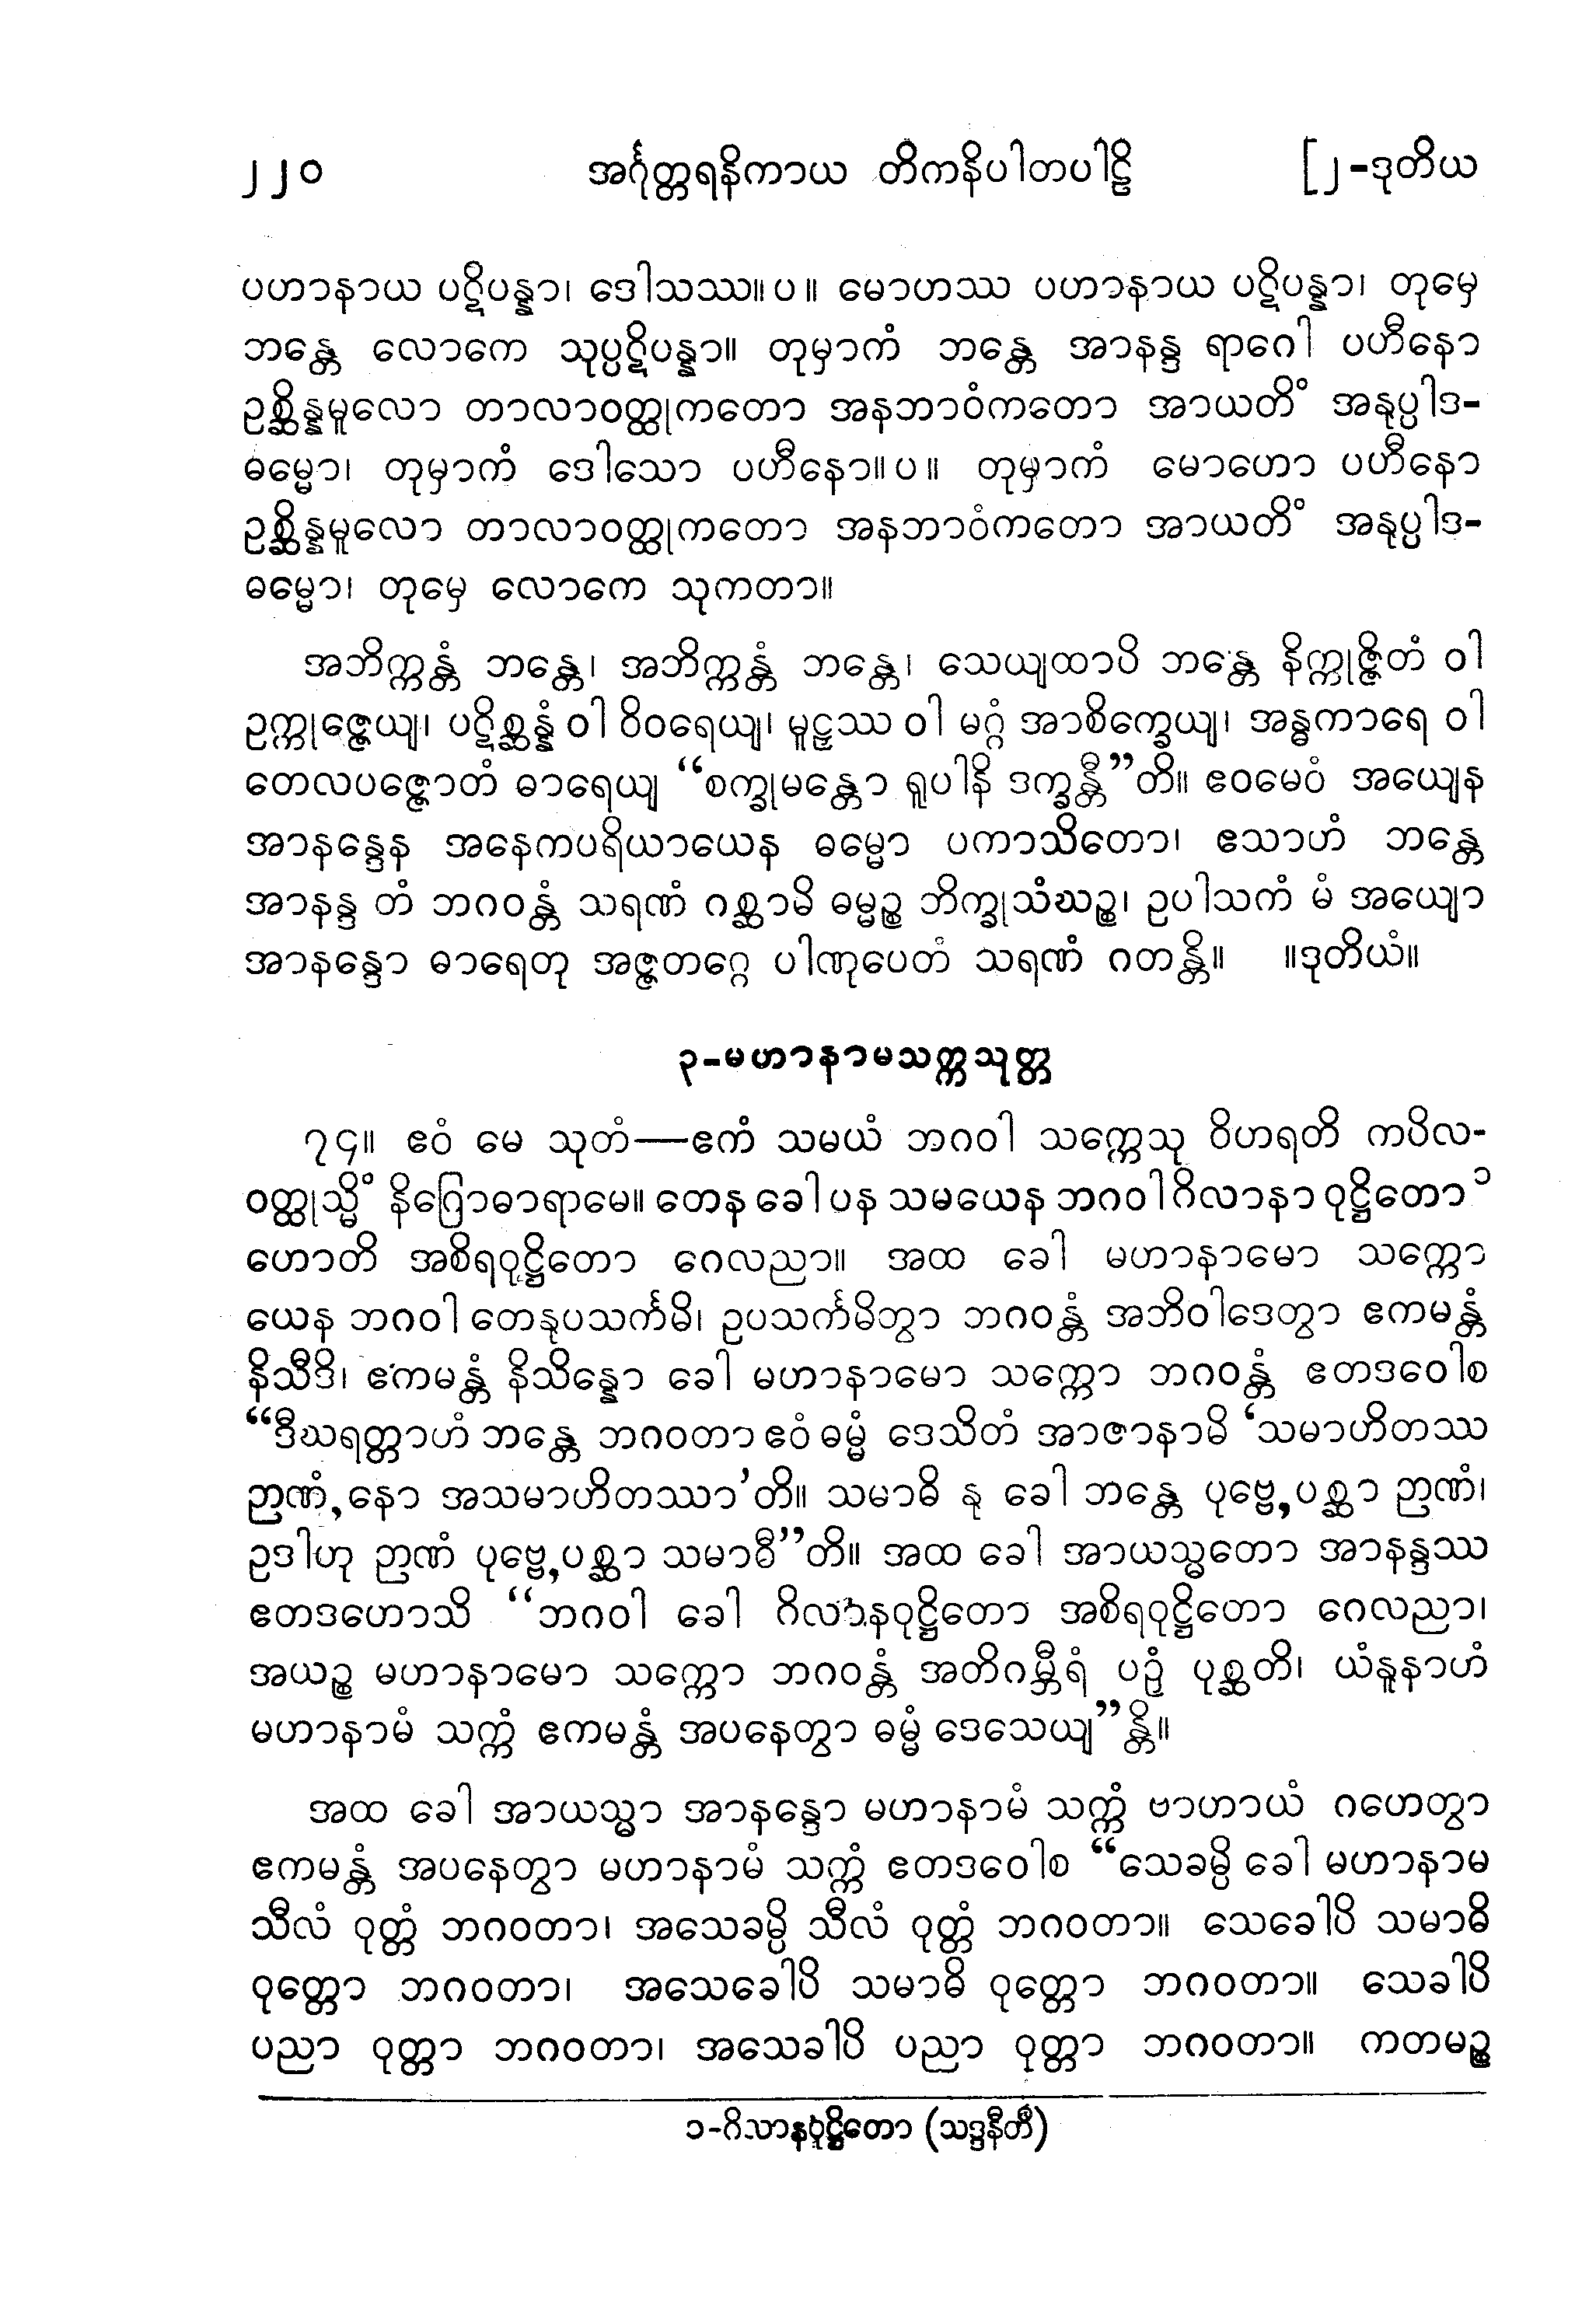 ၂၂၀ အင်္ဂုတ္တရနိကာယ တိကနိပါတပါဠိ [၂-ဒုတိယ
ပဟာနာယ ပဋိပန္နာ၊ ဒေါသဿ။ပ။ မောဟဿ ပဟာနာယ ပဋိပန္နာ၊ တုမှေ
ဘန္တေ လောကေ သုပ္ပဋိပန္နာ။ တုမှာကံ ဘန္တေ အာနန္ဒ ရာဂေါ ပဟီနော
ဥစ္ဆိန္နမူလော တာလာဝတ္ထုကတော အနဘာဝံကတော အာယတိံ အနုပ္ပါဒ-
ဓမ္မော၊ တုမှာကံ ဒေါသော ပဟီနော။ပ။ တုမှာကံ မောဟော ပဟီနော
ဥစ္ဆိန္နမူလော တာလာဝတ္ထုကတော အနဘာဝံကတော အာယတိံ အနုပ္ပါဒ-
ဓမ္မော၊ တုမှေ လောကေ သုကတာ။
အဘိက္ကန္တံ ဘန္တေ၊ အဘိက္ကန္တံ ဘန္တေ၊ သေယျထာပိ ဘန္တေ နိက္ကုဇ္ဇိတံ ဝါ
ဥက္ကုဇ္ဇေယျ၊ ပဋိစ္ဆန္နံ ဝါ ဝိဝရေယျ၊ မူဠှဿ ဝါ မဂ္ဂံ အာစိက္ခေယျ၊ အန္ဓကာရေ ဝါ
တေလပဇ္ဇောတံ ဓာရေယျ “စက္ခုမန္တော ရူပါနိ ဒက္ခန္တီ”တိ။ ဧဝမေဝံ အယျေန
အာနန္ဒေန အနေကပရိယာယေန ဓမ္မော ပကာသိတော၊ ဧသာဟံ ဘန္တေ
အာနန္ဒ တံ ဘဂဝန္တံ သရဏံ ဂစ္ဆာမိ ဓမ္မဉ္စ ဘိက္ခုသံဃဉ္စ၊ ဥပါသကံ မံ အယျော
အာနန္ဒော ဓာရေတု အဇ္ဇတဂ္ဂေ ပါဏုပေတံ သရဏံ ဂတန္တိ။ ။ဒုတိယံ။
၃-မဟာနာမသက္ကသုတ္တ
၇၄။ ဧဝံ မေ သုတံ—ဧကံ သမယံ ဘဂဝါ သက္ကေသု ဝိဟရတိ ကပိလ-
ဝတ္ထုသ္မိံ နိဂြောဓာရာမေ။ တေန ခေါ ပန သမယေန ဘဂဝါ ဂိလာနာ ဝုဋ္ဌိတော ၁
ဟောတိ အစိရဝုဋ္ဌိတော ဂေလညာ။ အထ ခေါ မဟာနာမော သက္ကော
ယေန ဘဂဝါ တေနုပသင်္ကမိ၊ ဥပသင်္ကမိတွာ ဘဂဝန္တံ အဘိဝါဒေတွာ ဧကမန္တံ
နိသီဒိ၊ ဧကမန္တံ နိသိန္နော ခေါ မဟာနာမော သက္ကော ဘဂဝန္တံ ဧတဒဝေါစ
“ဒီဃရတ္တာဟံ ဘန္တေ ဘဂဝတာ ဧဝံ ဓမ္မံ ဒေသိတံ အာဇာနာမိ ‘သမာဟိတဿ
ဉာဏံ,နော အသမာဟိတဿာ’တိ။ သမာဓိ နု ခေါ ဘန္တေ ပုဗ္ဗေ,ပစ္ဆာ ဉာဏံ၊
ဥဒါဟု ဉာဏံ ပုဗ္ဗေ,ပစ္ဆာ သမာဓီ”တိ။ အထ ခေါ အာယသ္မတော အာနန္ဒဿ
ဧတဒဟောသိ “ဘဂဝါ ခေါ ဂိလာနဝုဋ္ဌိတော အစိရဝုဋ္ဌိတော ဂေလညာ၊
အယဉ္စ မဟာနာမော သက္ကော ဘဂဝန္တံ အတိဂမ္ဘီရံ ပဉှံ ပုစ္ဆတိ၊ ယံနူနာဟံ
မဟာနာမံ သက္ကံ ဧကမန္တံ အပနေတွာ ဓမ္မံ ဒေသေယျ”န္တိ။
အထ ခေါ အာယသ္မာ အာနန္ဒော မဟာနာမံ သက္ကံ ဗာဟာယံ ဂဟေတွာ
ဧကမန္တံ အပနေတွာ မဟာနာမံ သက္ကံ ဧတဒဝေါစ “သေခမ္ပိ ခေါ မဟာနာမ
သီလံ ဝုတ္တံ ဘဂဝတာ၊ အသေခမ္ပိ သီလံ ဝုတ္တံ ဘဂဝတာ။ သေခေါပိ သမာဓိ
ဝုတ္တော ဘဂဝတာ၊ အသေခေါပိ သမာဓိ ဝုတ္တော ဘဂဝတာ။ သေခါပိ
ပညာ ဝုတ္တာ ဘဂဝတာ၊ အသေခါပိ ပညာ ဝုတ္တာ ဘဂဝတာ။ ကတမဉ္စ
၁-ဂိလာနဝုဋ္ဌိတော (သဒ္ဒနီတိ)